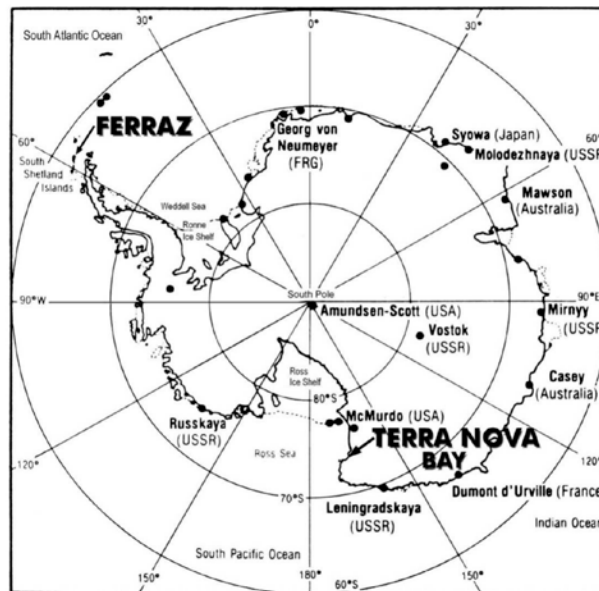 30°
0°
30°
South Atlantic Ocean
FERRAZ
Georg von
Neumeyer
(FRG)
Syowa (Japan)
Molodezhnaya (USSR
60°
60°
South
Shetland
Islands
Mawson
(Australia)
Weddell Sea
Ronne
Ice Shelf
South Pole
90°W
90°E
Amundsen-Scott (USA)
Mirnyy
(USSR
Vostok
(USSR)
Ross
Ice Shelf
Casey
(Australia)
80°S
McMurdo (USA)
Russkaya
(USSR)
TERRA NOVA
BAY
Ross Sea
120°
120°
70°S
Dumont d'Urville (France
Leningradskaya
(USSR)
Indian Ocean
South Pacific Ocean
150°
180°
60°S
150°